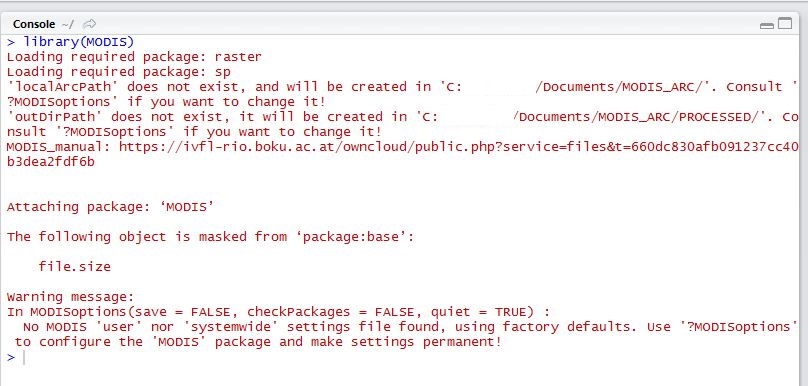 Console ~/
> library(MODIS)
Loading required package: raster
Loading required package: sp
'localArcPath' does not exist, and will be created in 'C:          /Documents/MODIS_ARC/'. Consult '
?MODISoptions' if you want to change it!
'outDirPath' does not exist, it will be created in 'C:          /Documents/MODIS_ARC/PROCESSED/'. Co
nsult '?MODISoptions' if you want to change it!
MODIS_manual: https://ivfl-rio.boku.ac.at/owncloud/public.php?service=files&t=660dc830afb091237cc40
b3dea2fdf6b
Attaching package: ‘MODIS’
The following object is masked from ‘package:base’:
file.size
Warning message:
In MODISoptions(save = FALSE, checkPackages = FALSE, quiet = TRUE) :
No MODIS 'user' nor 'systemwide' settings file found, using factory defaults. Use '?MODISoptions'
to configure the 'MODIS' package and make settings permanent!
>